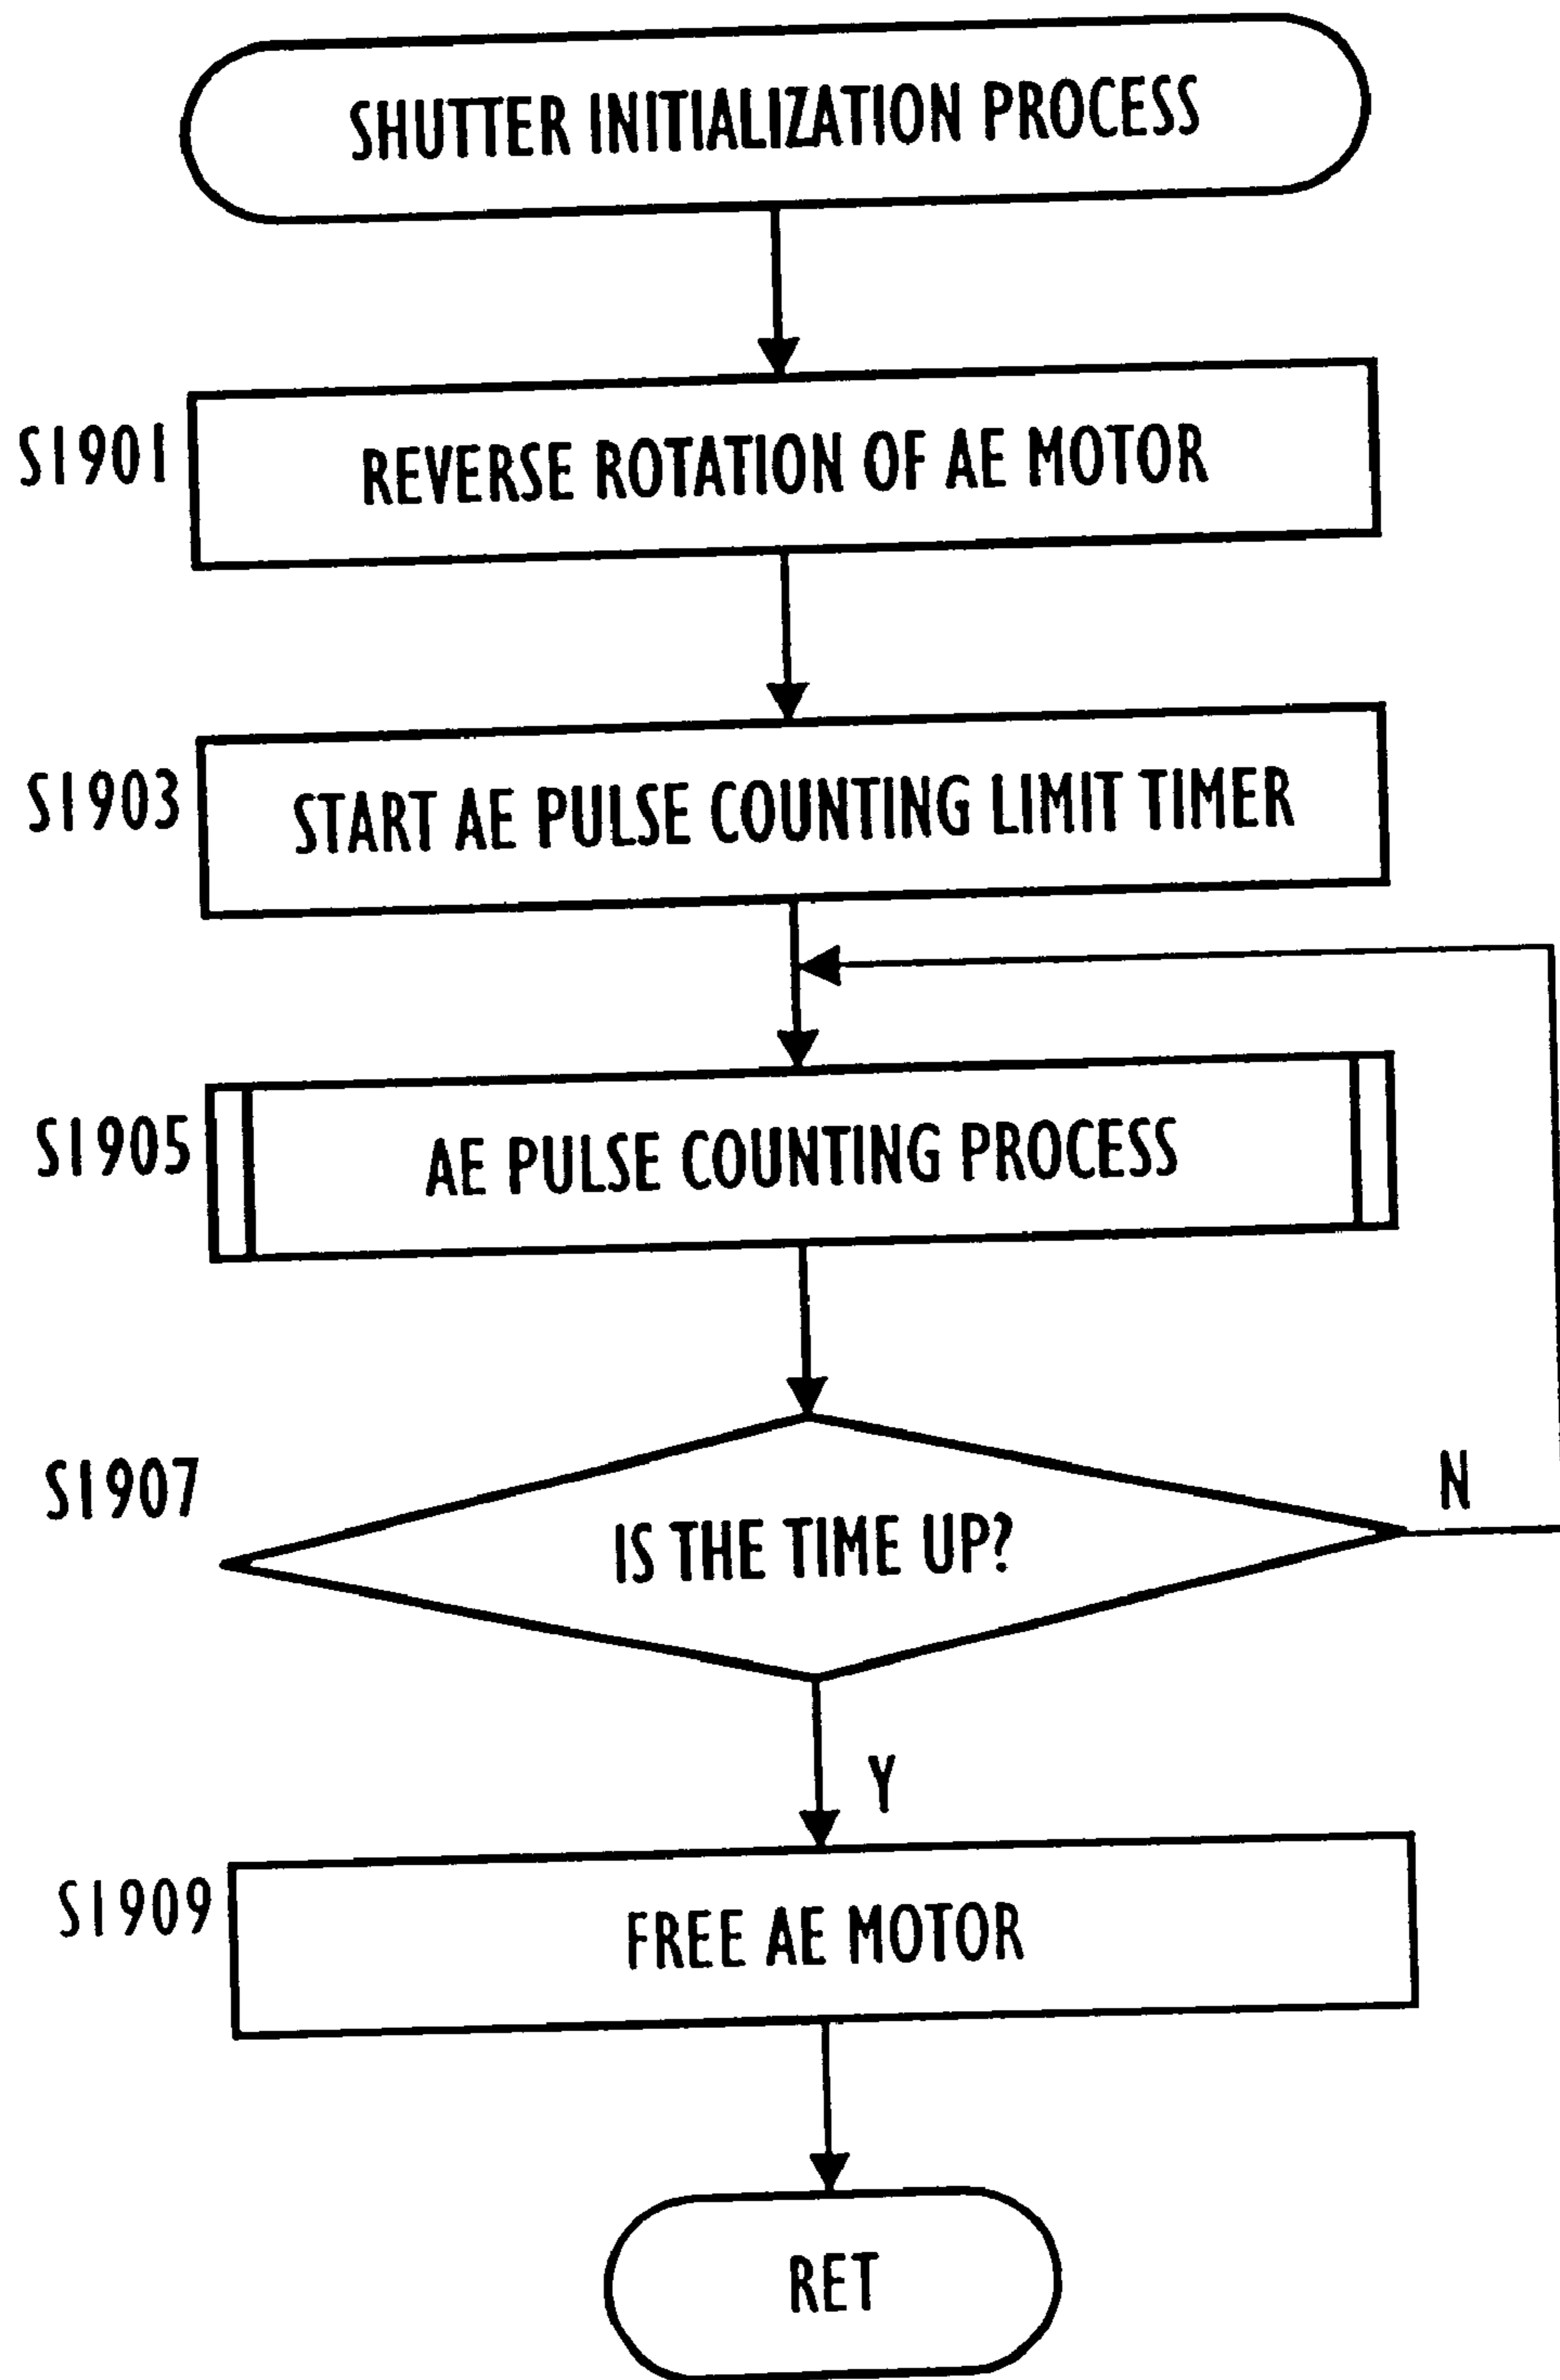 SHUTTER INITIALIZATION PROCESS
S1901
REVERSE ROTATION OF AE MOTOR
S1903
START AE PULSE COUNTING LIMIT TIMER
S1905
AE PULSE COUNTING PROCESS
S1907
IS THE TIME UP?
N
Y
S1909
FREE AE MOTOR
RET